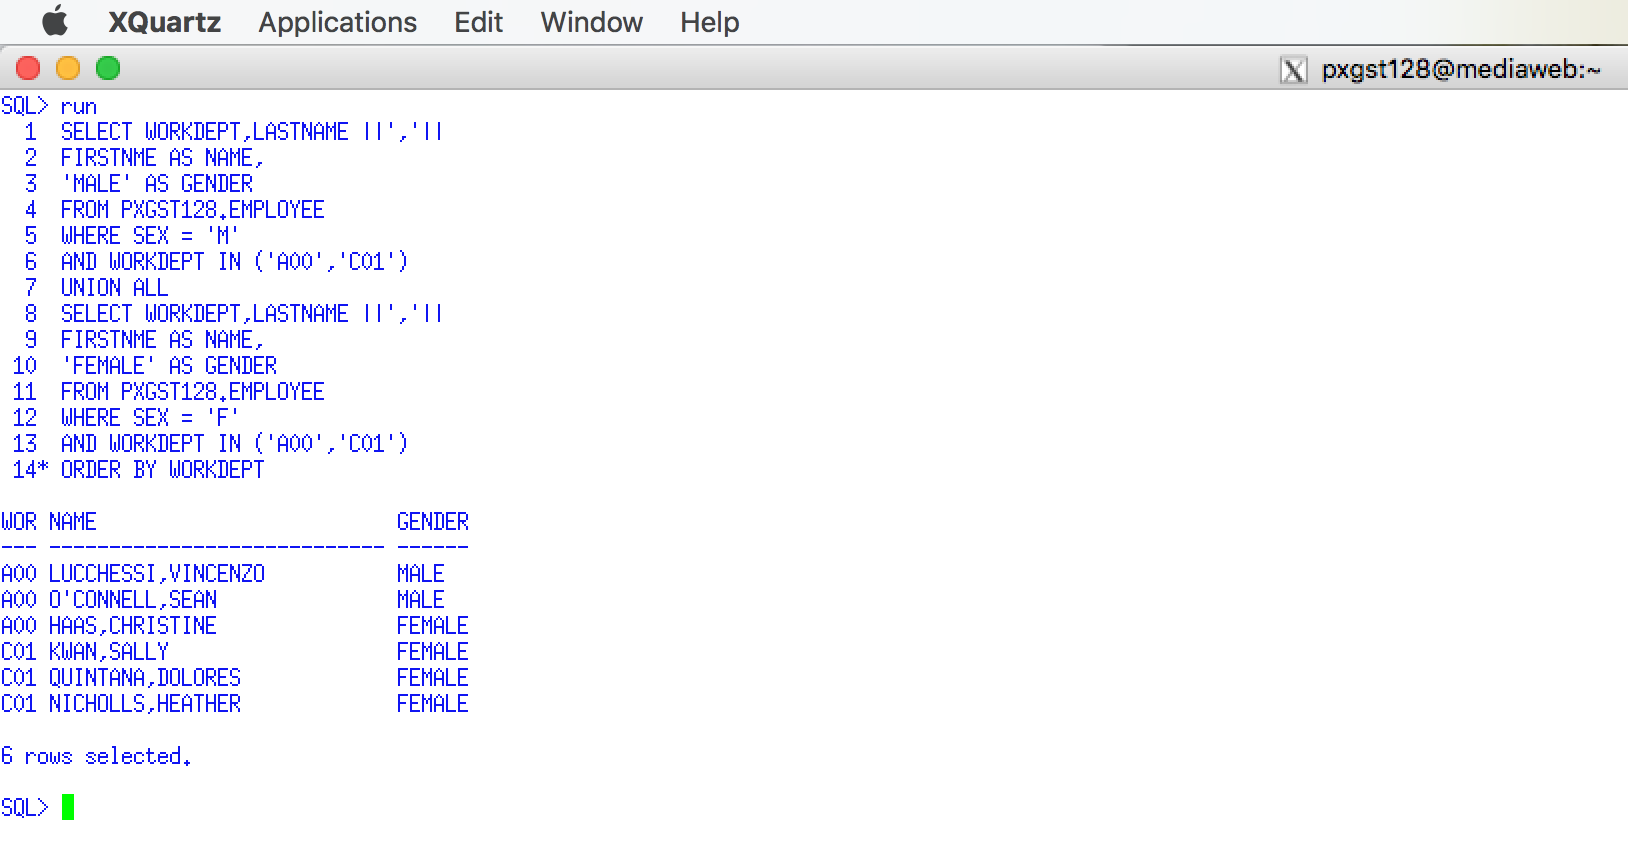 XQuartz Applications Edit Window Help
X pxgst128@mediaweb:~
SQL> run
  1  SELECT WORKDEPT,LASTNAME ||','||
  2  FIRSTNME AS NAME,
  3  'MALE' AS GENDER
  4  FROM PXGST128.EMPLOYEE
  5  WHERE SEX = 'M'
  6  AND WORKDEPT IN ('A00','C01')
  7  UNION ALL
  8  SELECT WORKDEPT,LASTNAME ||','||
  9  FIRSTNME AS NAME,
 10  'FEMALE' AS GENDER
 11  FROM PXGST128.EMPLOYEE
 12  WHERE SEX = 'F'
 13  AND WORKDEPT IN ('A00','C01')
 14* ORDER BY WORKDEPT
WOR NAME                         GENDER
--- ---------------------------- ------
A00 LUCCHESSI,VINCENZO           MALE
A00 O'CONNELL,SEAN               MALE
A00 HAAS,CHRISTINE               FEMALE
C01 KWAN,SALLY                   FEMALE
C01 QUINTANA,DOLORES             FEMALE
C01 NICHOLLS,HEATHER             FEMALE
6 rows selected.
SQL>